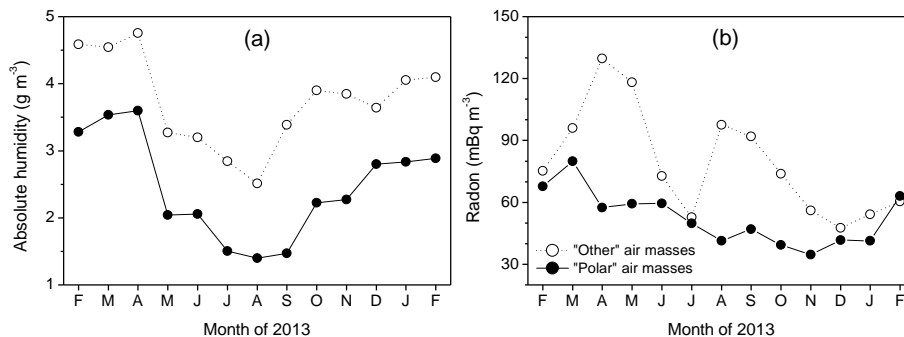 5
4
3
2
1
Absolute humidity (g m⁻³)
(a)
F M A M J J A S O N D J F
Month of 2013
150
120
90
60
30
Radon (mBq m⁻³)
(b)
"Other" air masses
"Polar" air masses
F M A M J J A S O N D J F
Month of 2013